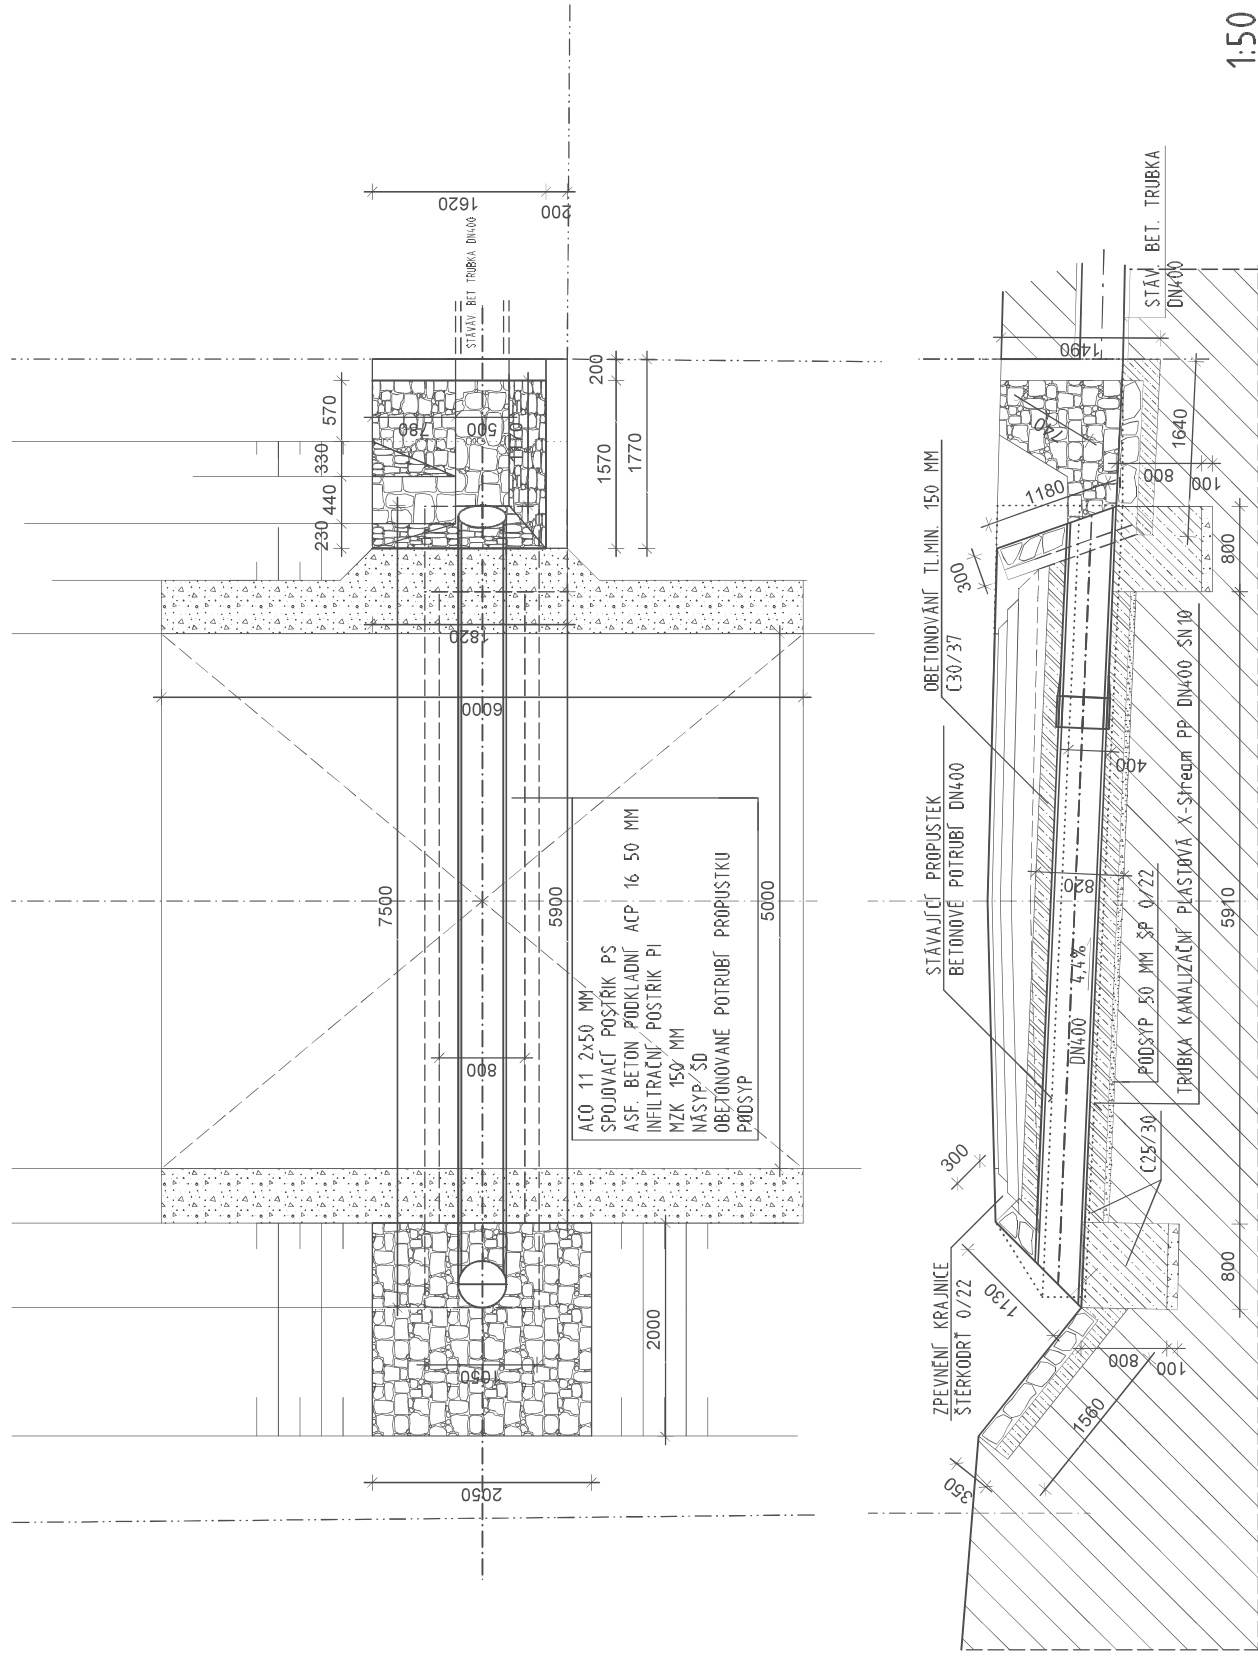 1:50
1620
200
STÁVAV. BET TRUBKA DN400
570
330
440
230
780
500
200
1570
1770
1820
6000
7500
5900
5000
800
ACO 11 2x50 MM
SPOJOVACÍ POSTŘIK PS
ASF. BETON PODKLADNÍ ACP 16 50 MM
INFILTRAČNÍ POSTŘIK PI
MZK 150 MM
NÁSYP ŠD
OBETONOVANÉ POTRUBÍ PROPUSTKU
PODSYP
2000
1050
2050
STÁV. BET. TRUBKA
DN400
1490
1640
800
100
1180
300
800
OBETONOVÁNÍ TL.MIN. 150 MM
C30/37
STÁVAJÍCÍ PROPUSTEK
BETONOVÉ POTRUBÍ DN400
400
820
DN400 4,4%
PODSYP 50 MM ŠP 0/22
TRUBKA KANALIZAČNÍ PLASTOVÁ X-Stream PP DN400 SN10
5910
C25/30
300
ZPEVNĚNÍ KRAJNICE
ŠTĚRKODRŤ 0/22
1130
800
800
100
1560
350